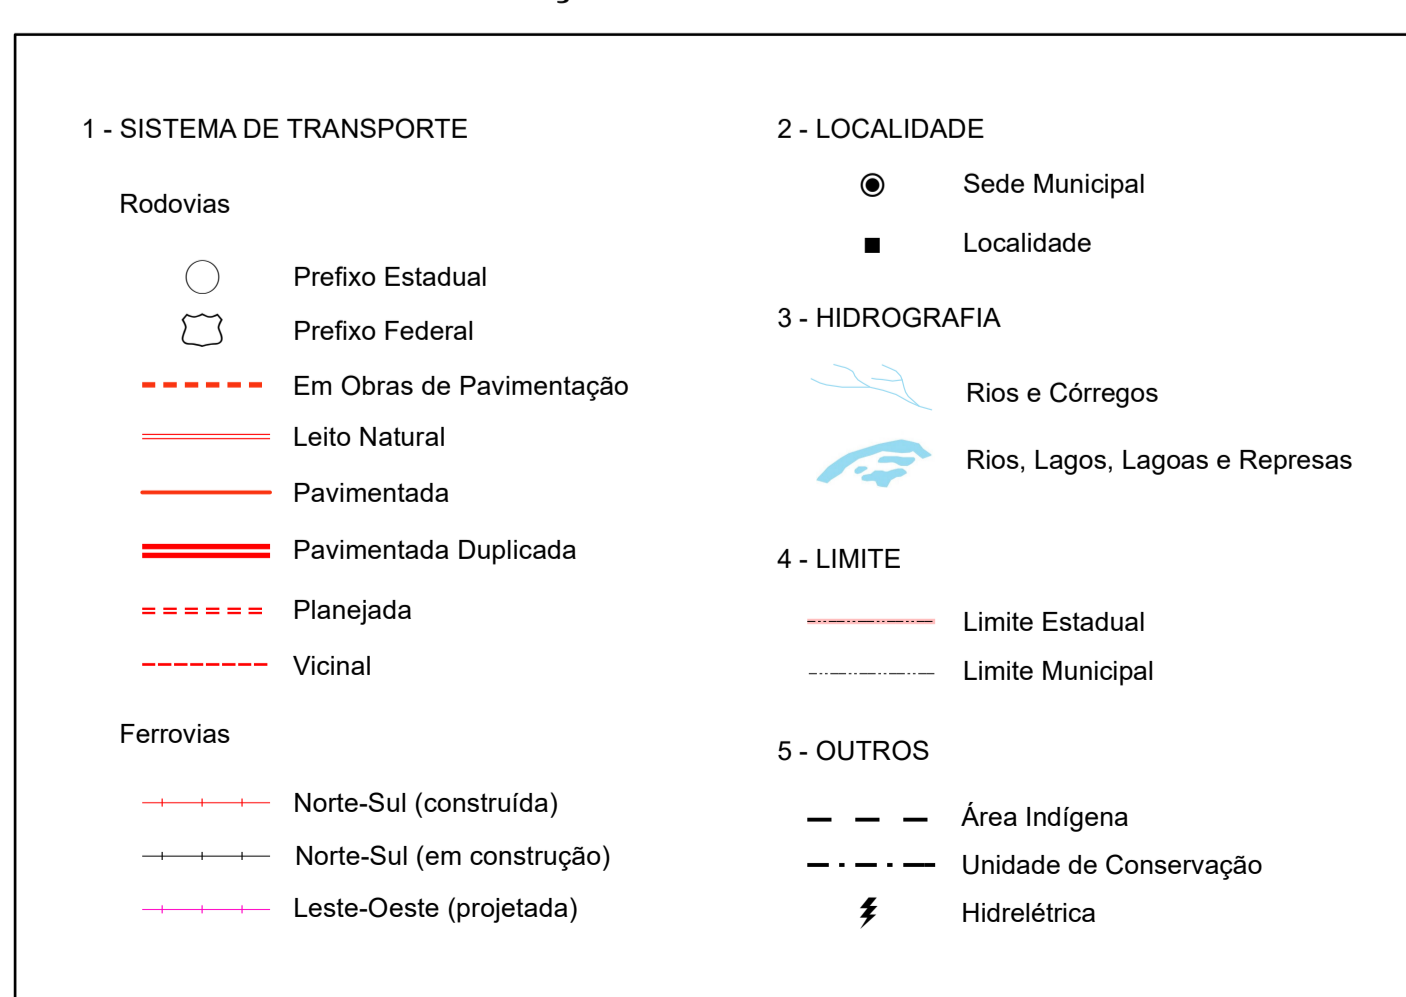 1 - SISTEMA DE TRANSPORTE
Rodovias
Prefixo Estadual
Prefixo Federal
Em Obras de Pavimentação
Leito Natural
Pavimentada
Pavimentada Duplicada
Planejada
Vicinal
Ferrovias
Norte-Sul (construída)
Norte-Sul (em construção)
Leste-Oeste (projetada)
2 - LOCALIDADE
Sede Municipal
Localidade
3 - HIDROGRAFIA
Rios e Córregos
Rios, Lagos, Lagoas e Represas
4 - LIMITE
Limite Estadual
Limite Municipal
5 - OUTROS
Área Indígena
Unidade de Conservação
Hidrelétrica